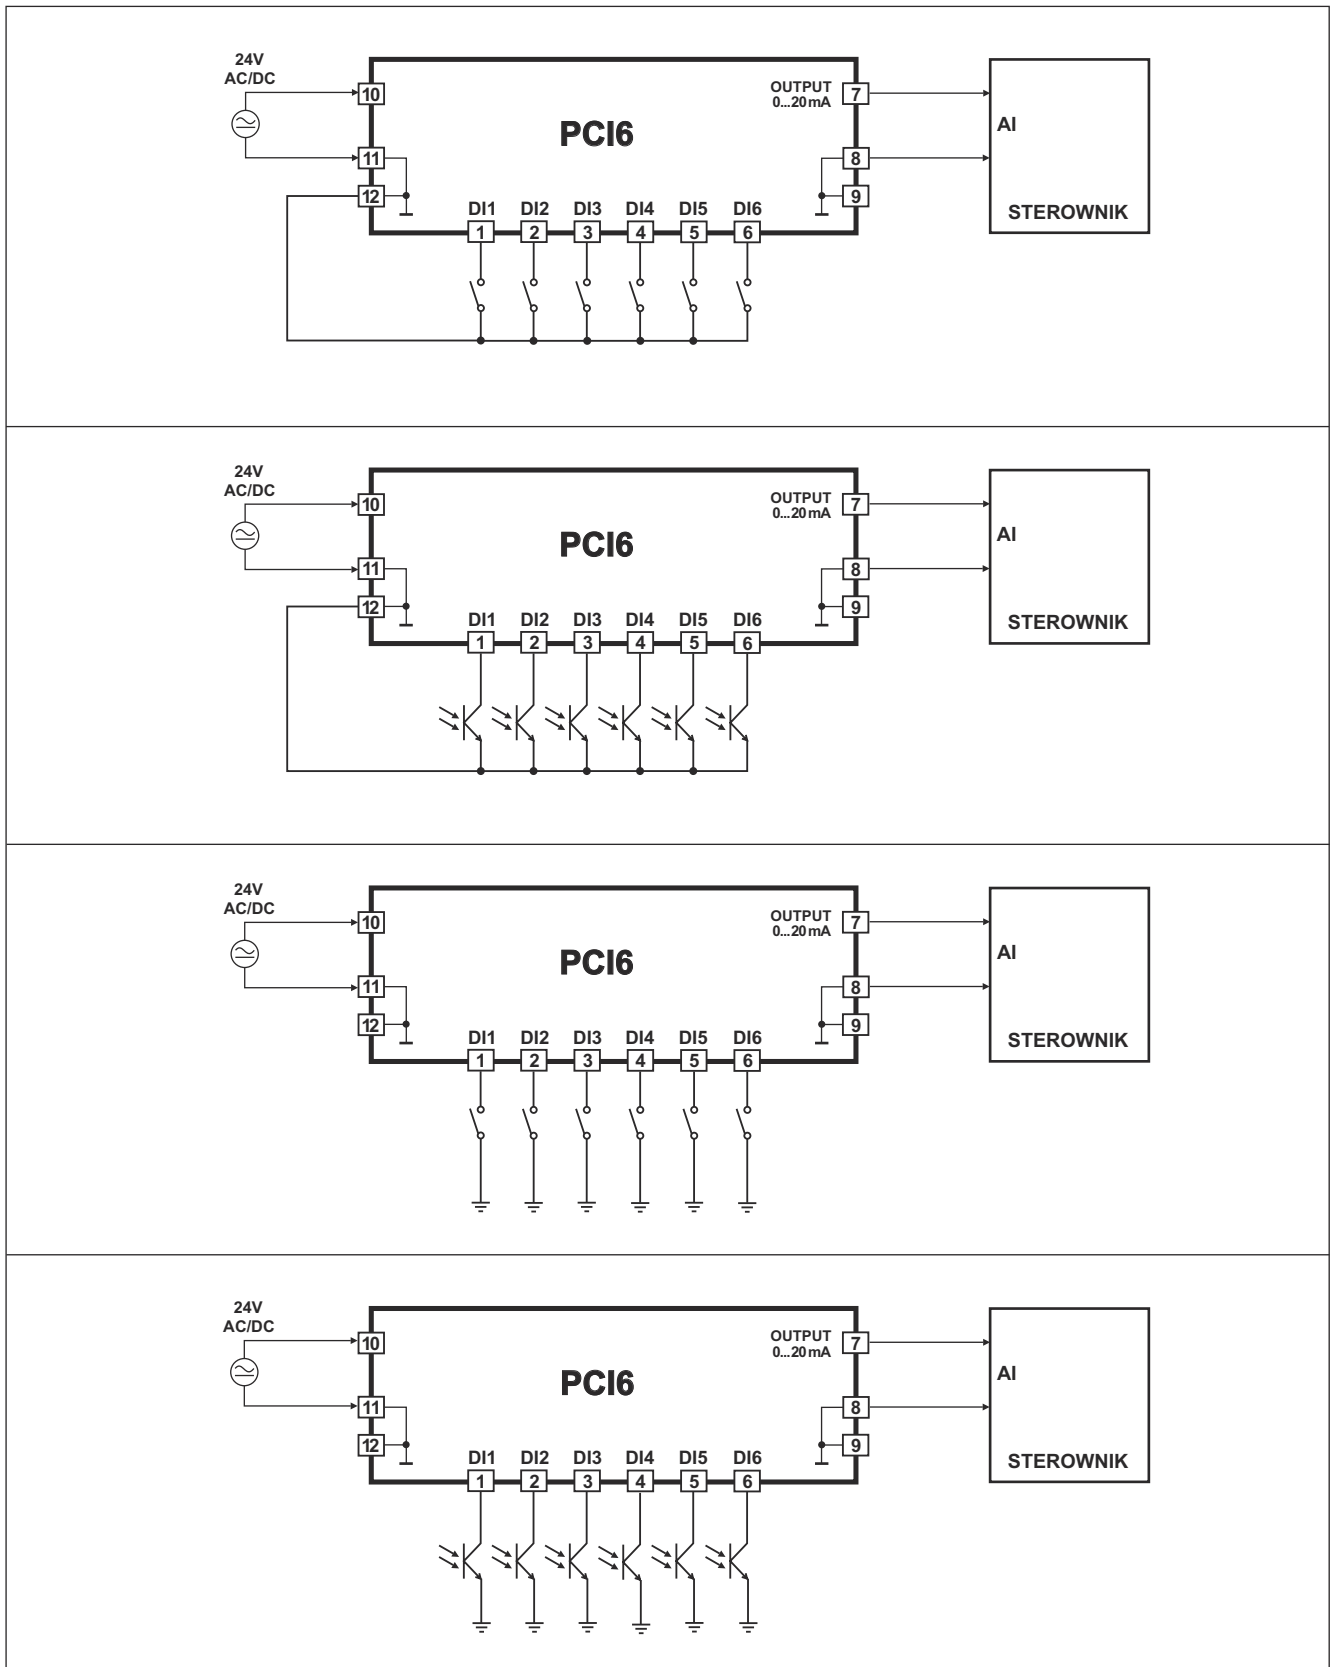 24V
AC/DC
10
11
12
PCI6
OUTPUT
0...20mA
7
8
9
AI
STEROWNIK
DI1 DI2 DI3 DI4 DI5 DI6
1 2 3 4 5 6
24V
AC/DC
10
11
12
PCI6
OUTPUT
0...20mA
7
8
9
AI
STEROWNIK
DI1 DI2 DI3 DI4 DI5 DI6
1 2 3 4 5 6
24V
AC/DC
10
11
12
PCI6
OUTPUT
0...20mA
7
8
9
AI
STEROWNIK
DI1 DI2 DI3 DI4 DI5 DI6
1 2 3 4 5 6
24V
AC/DC
10
11
12
PCI6
OUTPUT
0...20mA
7
8
9
AI
STEROWNIK
DI1 DI2 DI3 DI4 DI5 DI6
1 2 3 4 5 6